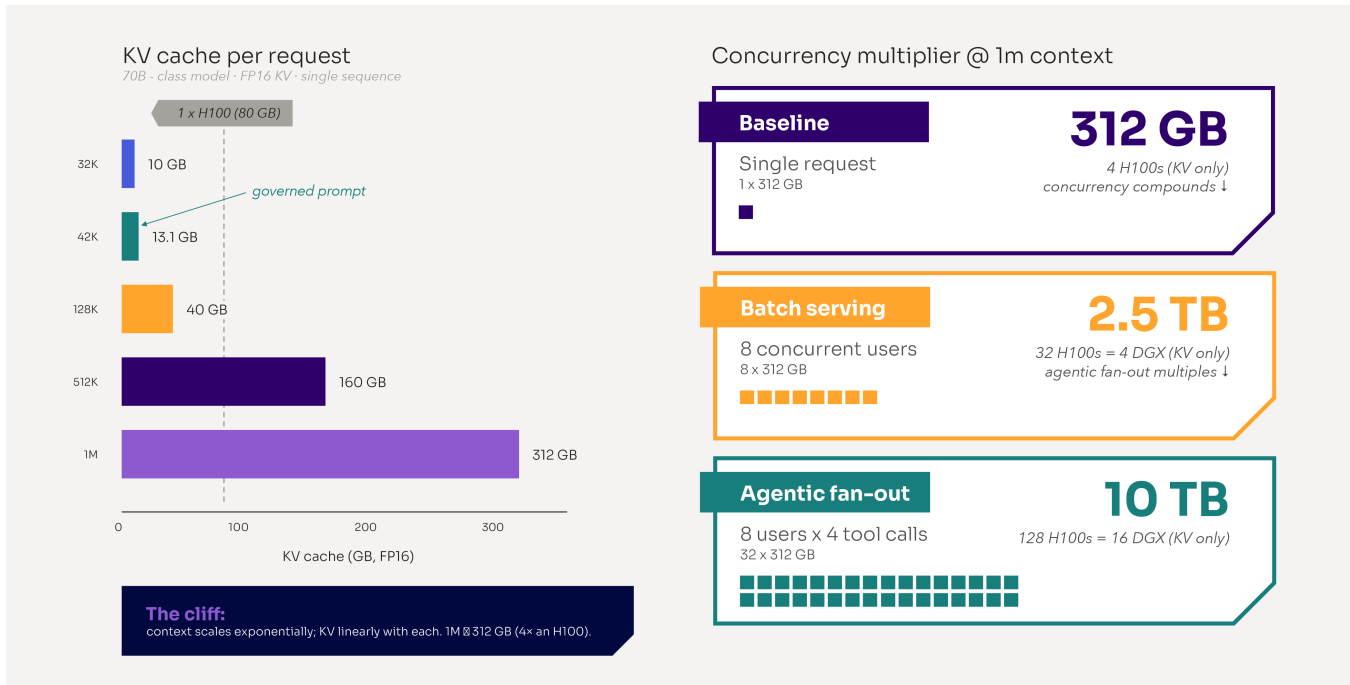 KV cache per request
70B - class model · FP16 KV · single sequence
1 x H100 (80 GB)
32K
10 GB
governed prompt
42K
13.1 GB
128K
40 GB
512K
160 GB
1M
312 GB
0
100
200
300
KV cache (GB, FP16)
The cliff:
context scales exponentially; KV linearly with each. 1M 312 GB (4× an H100).
Concurrency multiplier @ 1m context
Baseline
312 GB
Single request
1 x 312 GB
4 H100s (KV only)
concurrency compounds ↓
Batch serving
2.5 TB
8 concurrent users
8 x 312 GB
32 H100s = 4 DGX (KV only)
agentic fan-out multiples ↓
Agentic fan-out
10 TB
8 users x 4 tool calls
32 x 312 GB
128 H100s = 16 DGX (KV only)